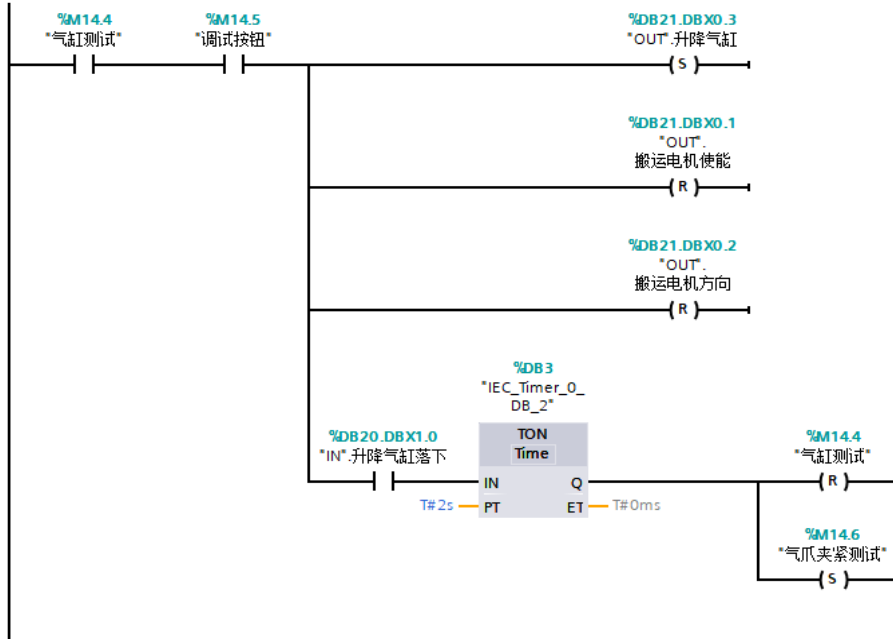 %M14.4
"气缸测试"
%M14.5
"调试按钮"
%DB21.DBX0.3
"OUT".升降气缸
S
%DB21.DBX0.1
"OUT".
搬运电机使能
R
%DB21.DBX0.2
"OUT".
搬运电机方向
R
%DB3
"IEC_Timer_0_
DB_2"
%DB20.DBX1.0
"IN".升降气缸落下
TON
Time
IN
Q
T#2s
PT
ET
T#0ms
%M14.4
"气缸测试"
R
%M14.6
"气爪夹紧测试"
S